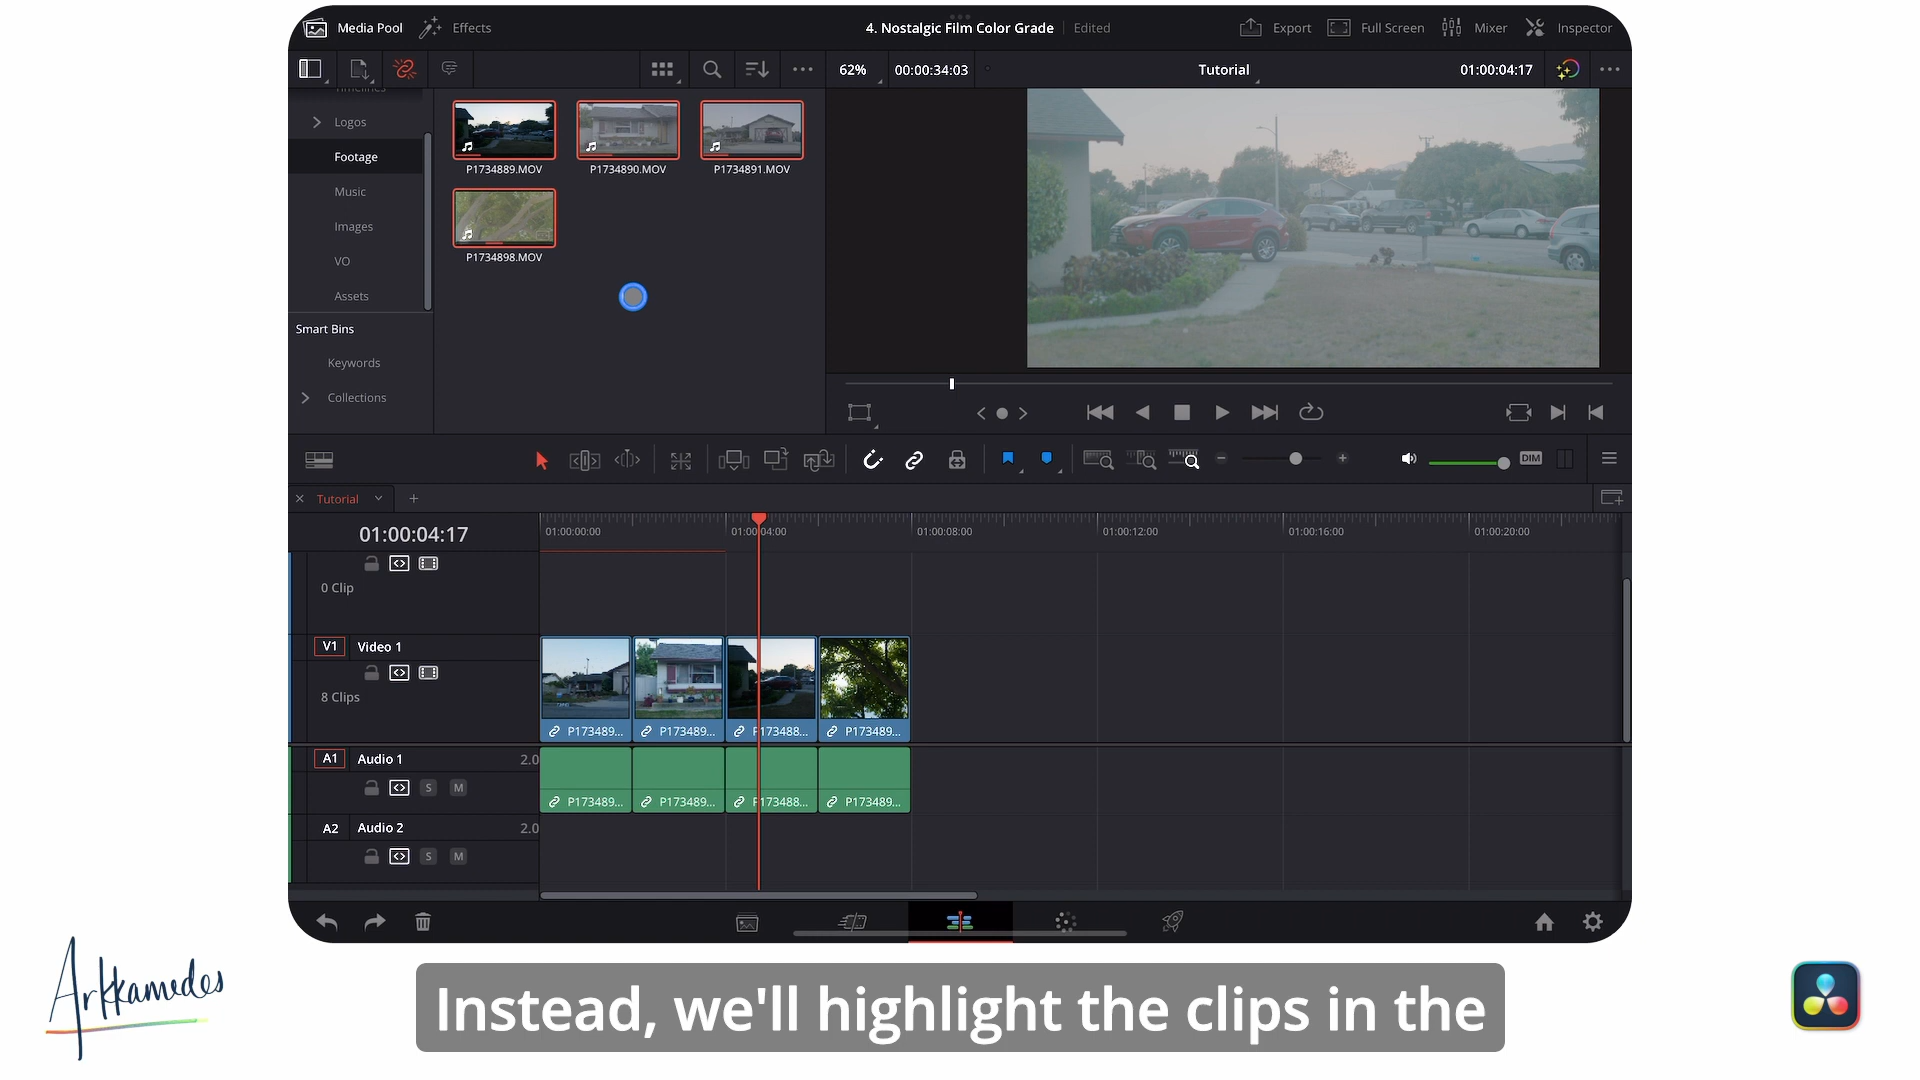 Media Pool
Effects
4. Nostalgic Film Color Grade
Edited
Export
Full Screen
Mixer
Inspector
62%
00:00:34:03
Tutorial
01:00:04:17
Timelines
Logos
Footage
Music
Images
VO
Assets
Smart Bins
Keywords
Collections
P1734889.MOV
P1734890.MOV
P1734891.MOV
P1734898.MOV
DIM
Tutorial
01:00:04:17
01:00:00:00
01:00:04:00
01:00:08:00
01:00:12:00
01:00:16:00
01:00:20:00
0 Clip
V1
Video 1
8 Clips
P173489...
P173489...
P173488...
P173489...
A1
Audio 1
2.0
S
M
P173489...
P173489...
P173488...
P173489...
A2
Audio 2
2.0
S
M
Arkkamedes
Instead, we'll highlight the clips in the